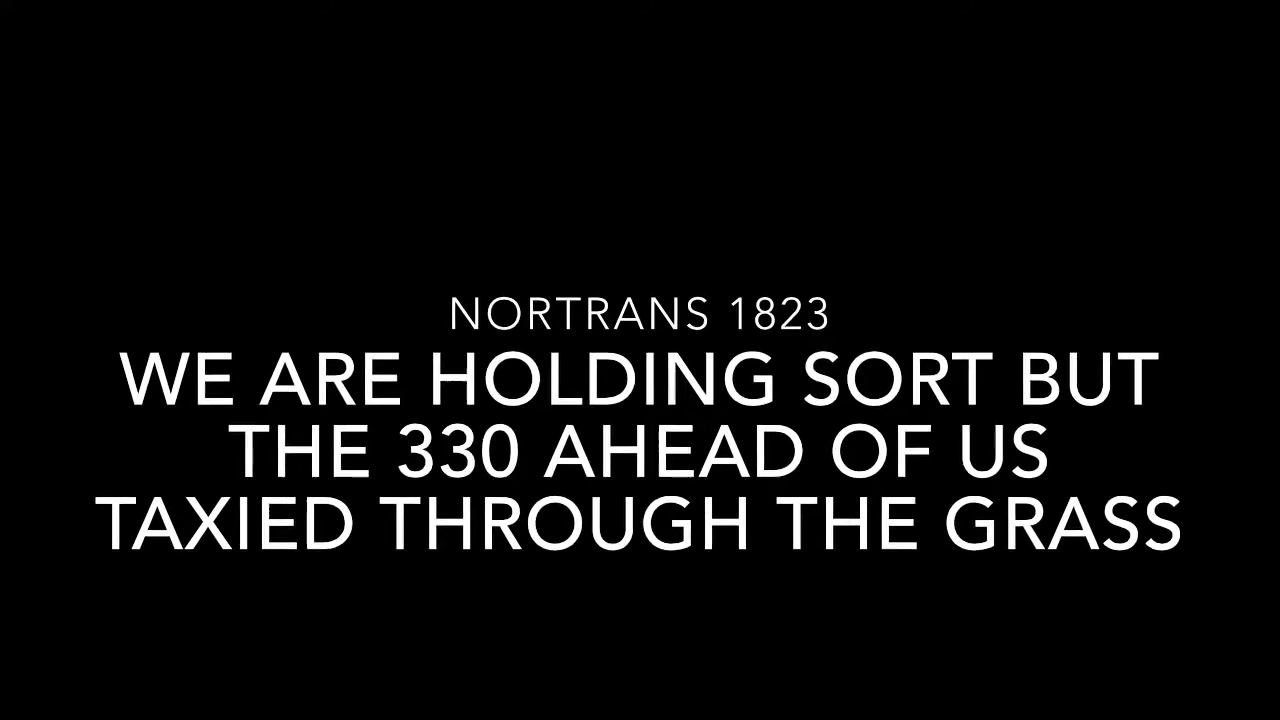 NORTRANS 1823
WE ARE HOLDING SORT BUT
THE 330 AHEAD OF US
TAXIED THROUGH THE GRASS